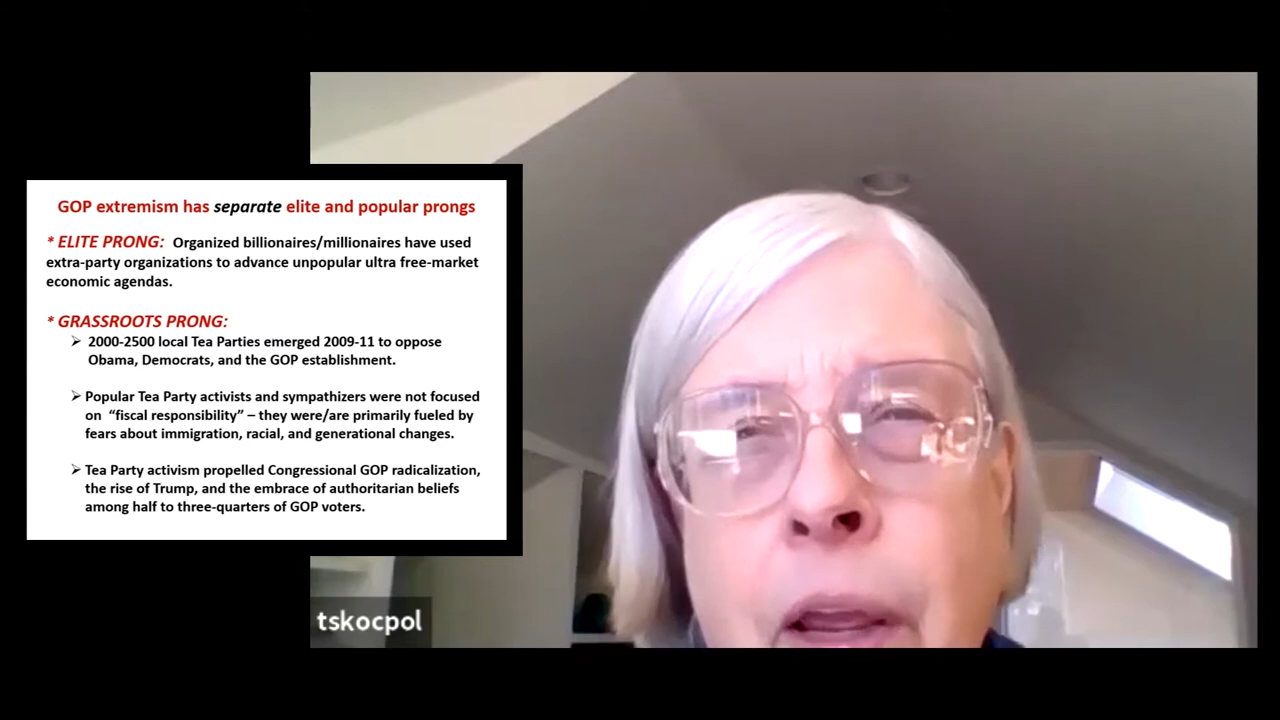 GOP extremism has separate elite and popular prongs
* ELITE PRONG: Organized billionaires/millionaires have used
extra-party organizations to advance unpopular ultra free-market
economic agendas.
* GRASSROOTS PRONG:
➢ 2000-2500 local Tea Parties emerged 2009-11 to oppose
Obama, Democrats, and the GOP establishment.
➢ Popular Tea Party activists and sympathizers were not focused
on “fiscal responsibility” – they were/are primarily fueled by
fears about immigration, racial, and generational changes.
➢ Tea Party activism propelled Congressional GOP radicalization,
the rise of Trump, and the embrace of authoritarian beliefs
among half to three-quarters of GOP voters.
tskocpol